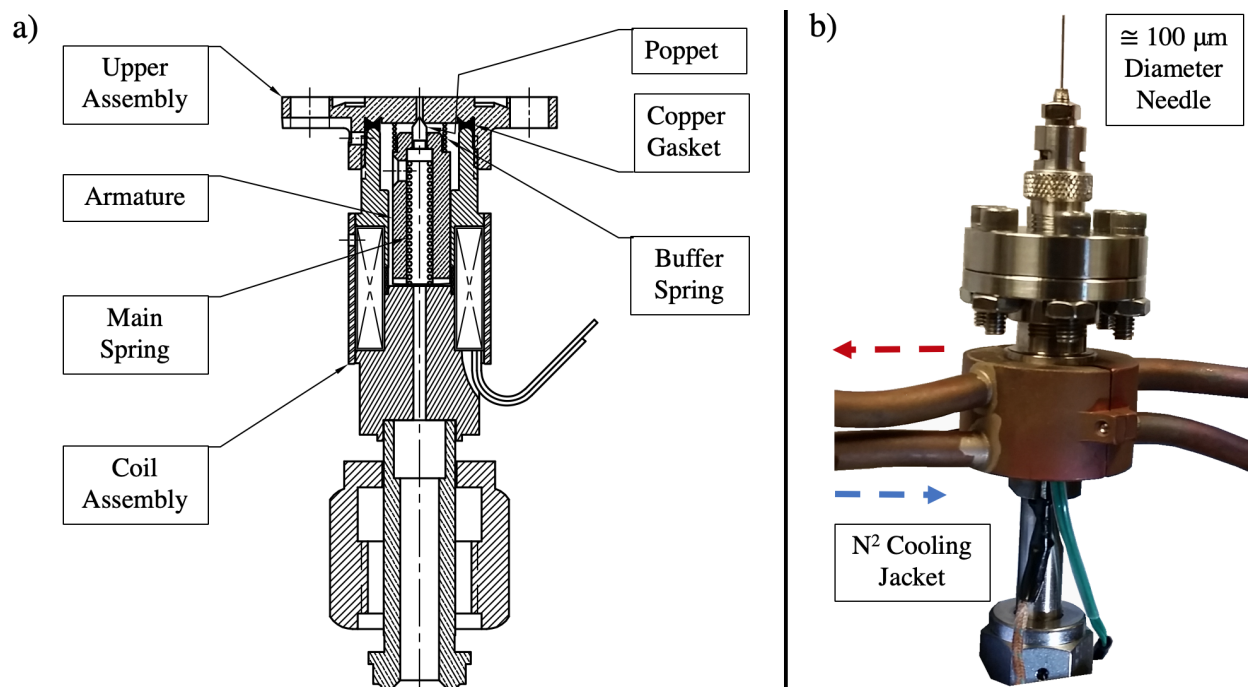 a)
Upper
Assembly
Armature
Main
Spring
Coil
Assembly
Poppet
Copper
Gasket
Buffer
Spring
b)
≅ 100 μm
Diameter
Needle
N² Cooling
Jacket